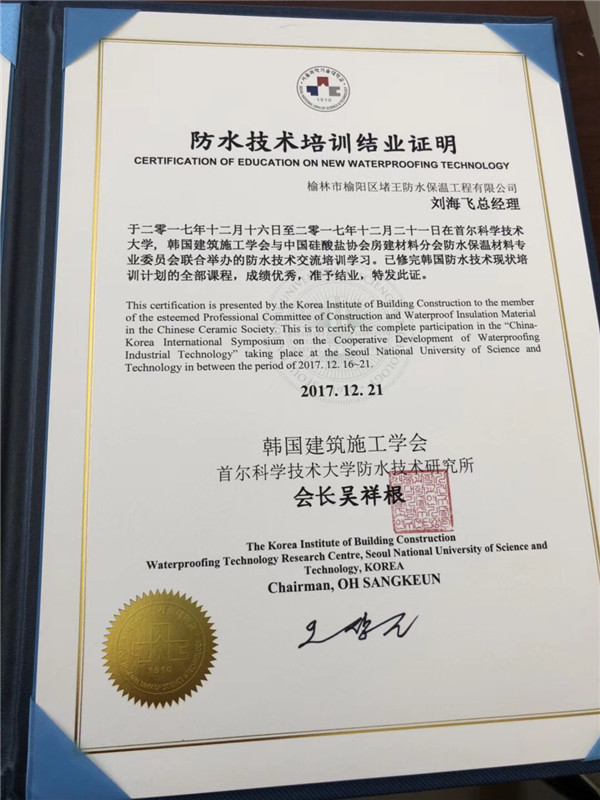 1910
防水技术培训结业证明
CERTIFICATION OF EDUCATION ON NEW WATERPROOFING TECHNOLOGY
榆林市榆阳区堵王防水保温工程有限公司
刘海飞总经理
于二零一七年十二月十六日至二零一七年十二月二十一日在首尔科学技术
大学，韩国建筑施工学会与中国硅酸盐协会房建材料分会防水保温材料专
业委员会联合举办的防水技术交流培训学习。已修完韩国防水技术现状培
训计划的全部课程，成绩优秀，准予结业，特发此证。
This certification is presented by the Korea Institute of Building Construction to the member
of the esteemed Professional Committee of Construction and Waterproof Insulation Material
in the Chinese Ceramic Society. This is to certify the complete participation in the “China-
Korea International Symposium on the Cooperative Development of Waterproofing
Industrial Technology” taking place at the Seoul National University of Science and
Technology in between the period of 2017. 12. 16~21.
2017. 12. 21
韩国建筑施工学会
首尔科学技术大学防水技术研究所
会长吴祥根
The Korea Institute of Building Construction
Waterproofing Technology Research Centre, Seoul National University of Science and
Technology, KOREA
Chairman, OH SANGKEUN
1910